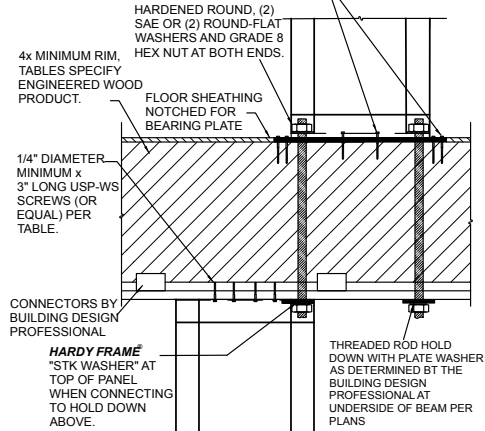 HARDENED ROUND, (2)
SAE OR (2) ROUND-FLAT
WASHERS AND GRADE 8
HEX NUT AT BOTH ENDS.
4x MINIMUM RIM,
TABLES SPECIFY
ENGINEERED WOOD
PRODUCT.
FLOOR SHEATHING
NOTCHED FOR
BEARING PLATE
1/4" DIAMETER
MINIMUM x
3" LONG USP-WS
SCREWS (OR
EQUAL) PER
TABLE.
CONNECTORS BY
BUILDING DESIGN
PROFESSIONAL
HARDY FRAME®
"STK WASHER" AT
TOP OF PANEL
WHEN CONNECTING
TO HOLD DOWN
ABOVE.
THREADED ROD HOLD
DOWN WITH PLATE WASHER
AS DETERMINED BT THE
BUILDING DESIGN
PROFESSIONAL AT
UNDERSIDE OF BEAM PER
PLANS